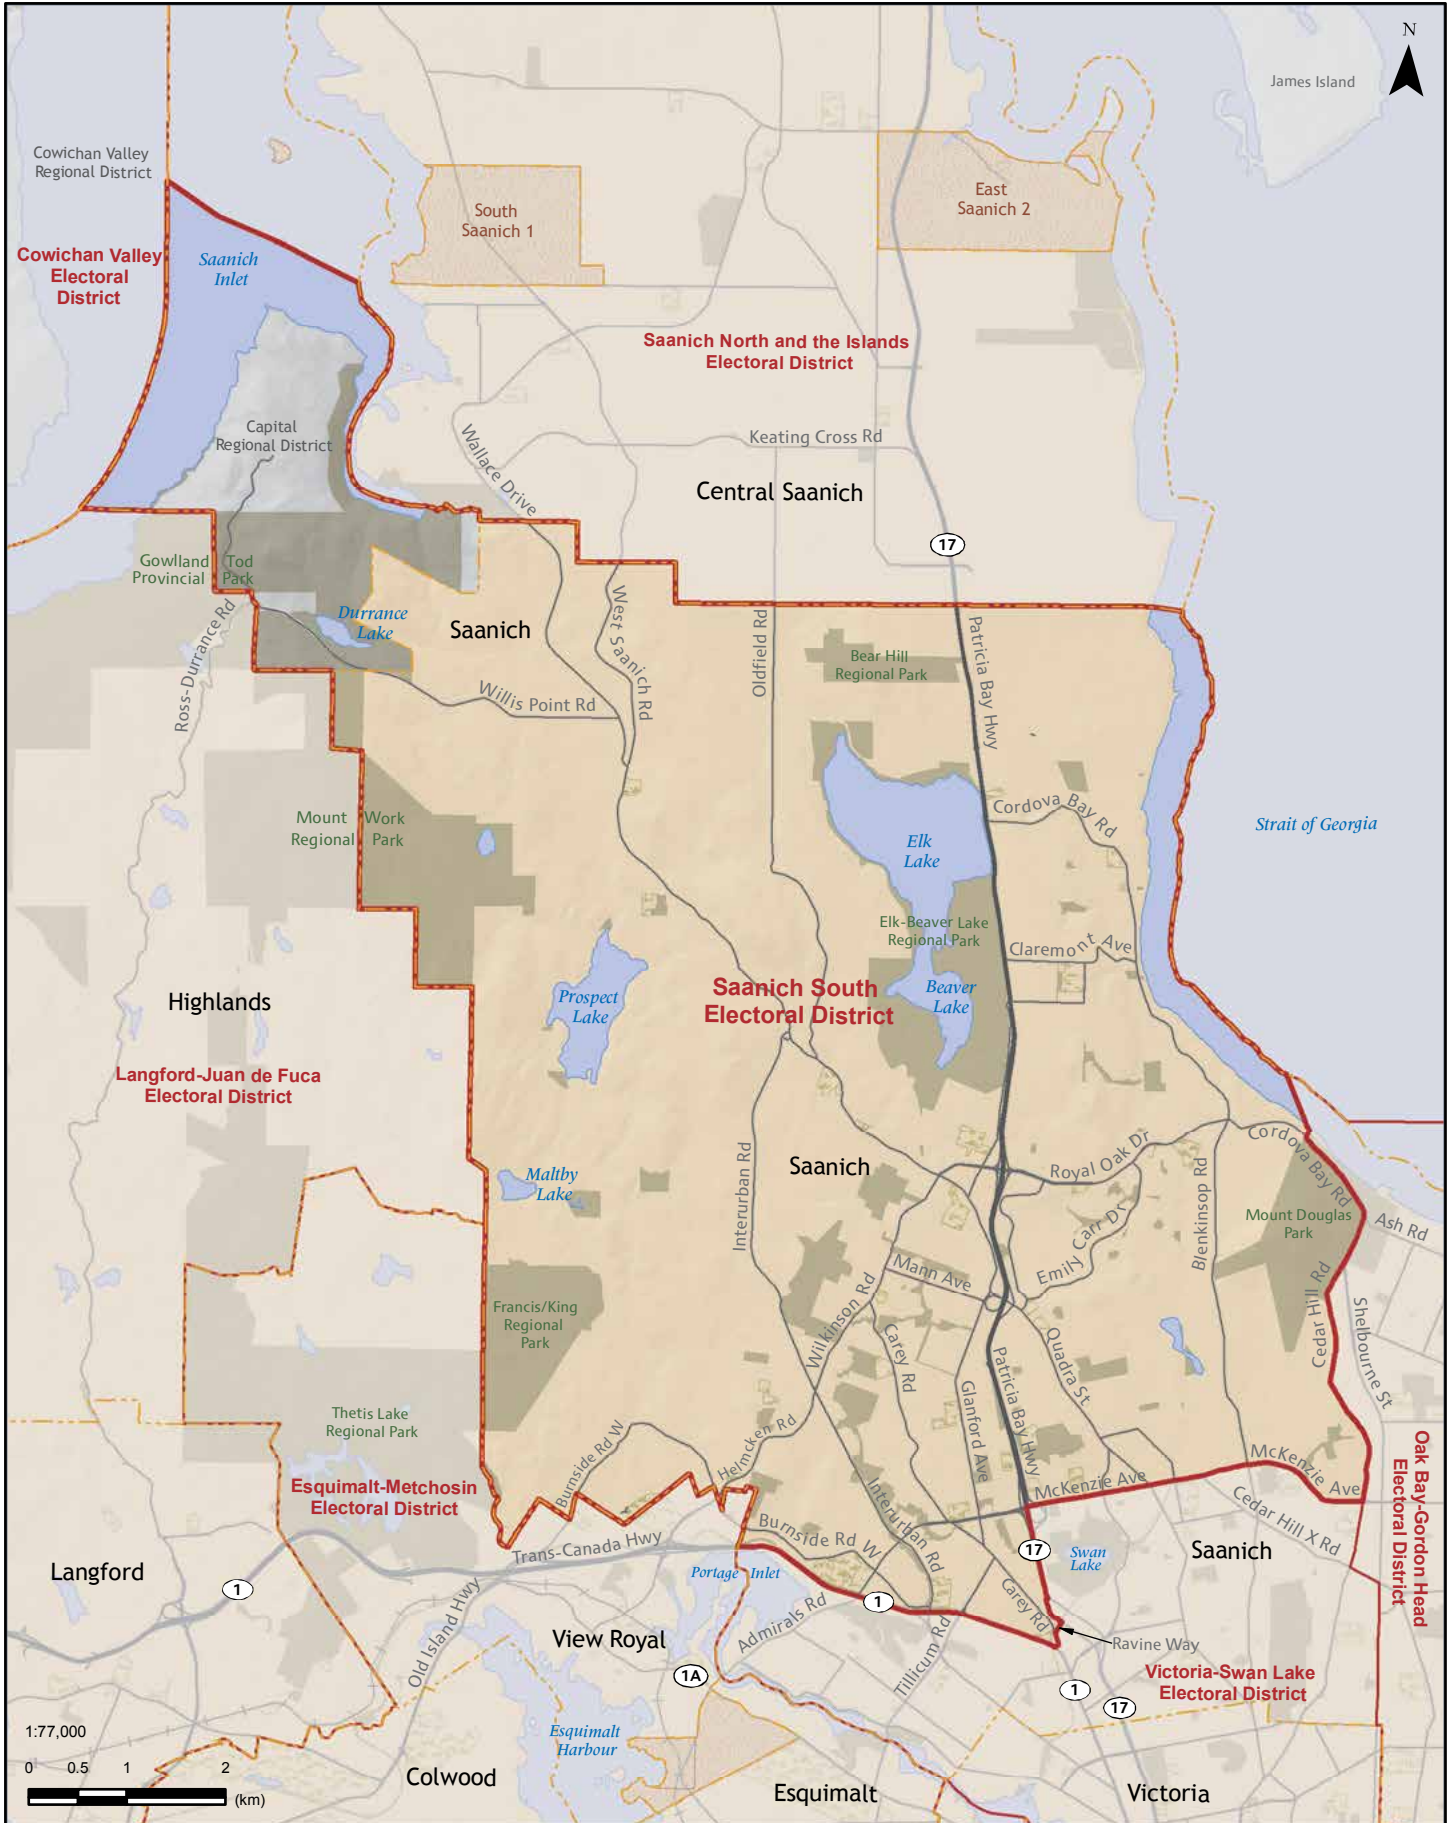 N
James Island
Cowichan Valley
Regional District
South
Saanich 1
East
Saanich 2
Cowichan Valley
Electoral
District
Saanich
Inlet
Saanich North and the Islands
Electoral District
Capital
Regional District
Wallace Drive
Keating Cross Rd
Central Saanich
17
Gowlland Tod
Provincial Park
Durrance
Lake
Saanich
Ross-Durrance Rd
West Saanich Rd
Oldfield Rd
Bear Hill
Regional Park
Patricia Bay Hwy
Willis Point Rd
Mount Work
Regional Park
Cordova Bay Rd
Elk
Lake
Strait of Georgia
Elk-Beaver Lake
Regional Park
Claremont Ave
Highlands
Prospect
Lake
Saanich South
Electoral District
Beaver
Lake
Langford-Juan de Fuca
Electoral District
Interurban Rd
Saanich
Royal Oak Dr
Blenkinsop Rd
Cordova Bay Rd
Maltby
Lake
Mount Douglas
Park
Ash Rd
Emily Carr Dr
Mann Ave
Francis/King
Regional
Park
Wilkinson Rd
Carey Rd
Cedar Hill Rd
Shelbourne St
Quadra St
Patricia Bay Hwy
Glanford Ave
Thetis Lake
Regional Park
Burnside Rd W
Helmcken Rd
McKenzie Ave
McKenzie Ave
Oak Bay-Gordon Head
Electoral District
Esquimalt-Metchosin
Electoral District
Interurban Rd
Cedar Hill X Rd
Trans-Canada Hwy
Burnside Rd W
17
Swan
Lake
Saanich
Langford
1
Portage Inlet
1
Carey Rd
Old Island Hwy
View Royal
Admirals Rd
Tillicum Rd
Ravine Way
1A
Victoria-Swan Lake
Electoral District
1
17
1:77,000
Esquimalt
Harbour
0 0.5 1 2
(km)
Colwood
Esquimalt
Victoria